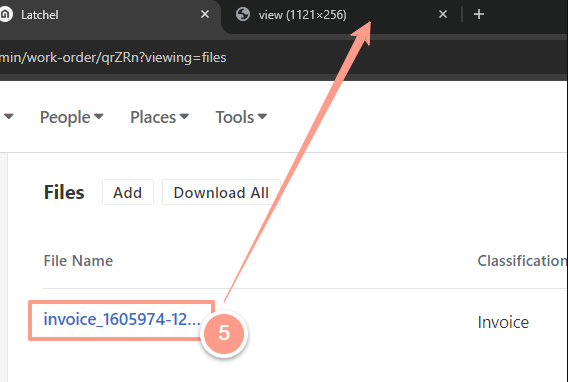 Latchel
view (1121×256)
min/work-order/qrZRn?viewing=files
People
Places
Tools
Files
Add
Download All
File Name
Classification
invoice_1605974-12...
5
Invoice